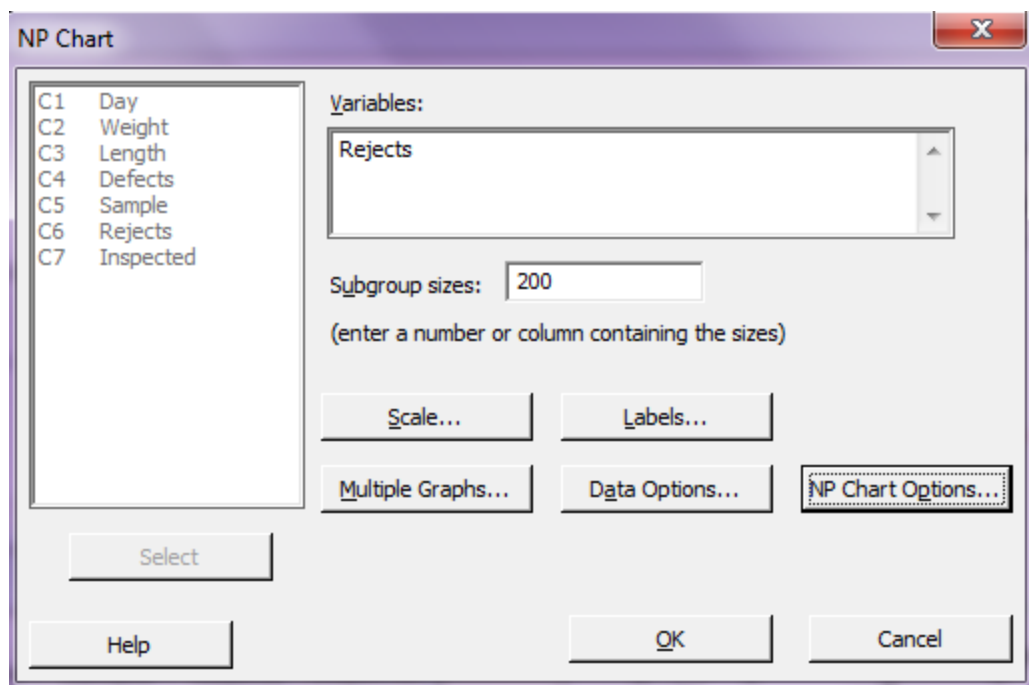 NP Chart
C1 Day
C2 Weight
C3 Length
C4 Defects
C5 Sample
C6 Rejects
C7 Inspected
Variables:
Rejects
Subgroup sizes: 200
(enter a number or column containing the sizes)
Scale... Labels...
Multiple Graphs... Data Options... NP Chart Options...
Select
Help OK Cancel